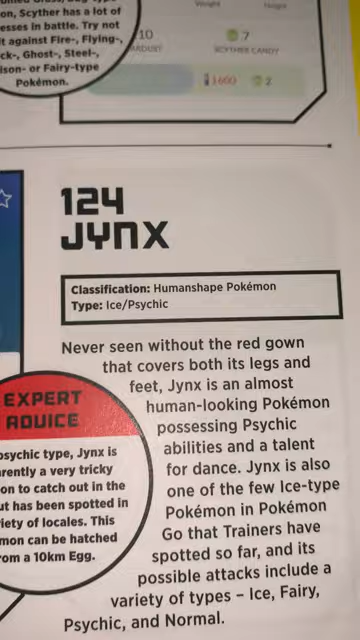 on, Scyther has a lot of
esses in battle. Try not
it against Fire-, Flying-,
ck-, Ghost-, Steel-,
ison- or Fairy-type
Pokémon.
Weight
Height
10
ARDUST
7
SCYTHER CANDY
1600
2
124
JYNX
Classification: Humanshape Pokémon
Type: Ice/Psychic
Never seen without the red gown
that covers both its legs and
feet, Jynx is an almost
human-looking Pokémon
possessing Psychic
abilities and a talent
for dance. Jynx is also
one of the few Ice-type
Pokémon in Pokémon
Go that Trainers have
spotted so far, and its
possible attacks include a
variety of types – Ice, Fairy,
Psychic, and Normal.
EXPERT
ADVICE
psychic type, Jynx is
rently a very tricky
on to catch out in the
ut has been spotted in
iety of locales. This
mon can be hatched
rom a 10km Egg.